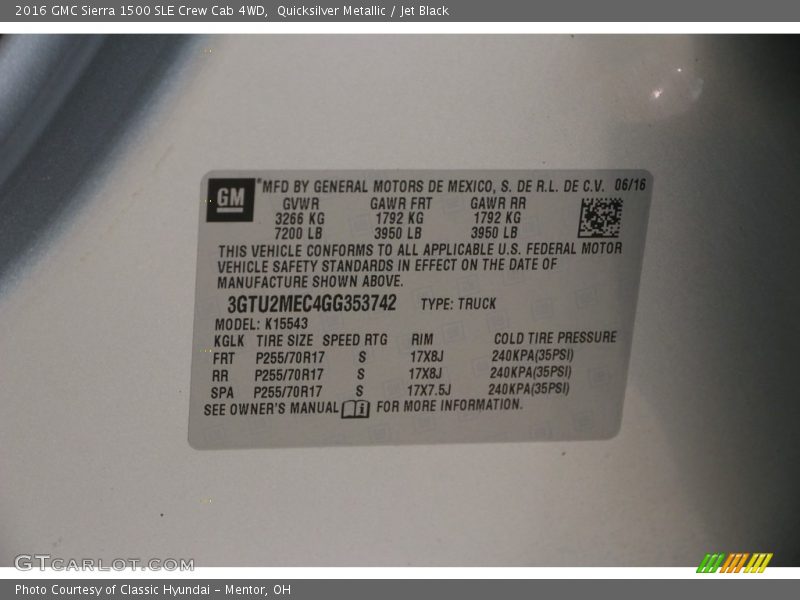 2016 GMC Sierra 1500 SLE Crew Cab 4WD, Quicksilver Metallic / Jet Black
GM
MFD BY GENERAL MOTORS DE MEXICO, S. DE R.L. DE C.V. 06/16
GVWR GAWR FRT GAWR RR
3266 KG 1792 KG 1792 KG
7200 LB 3950 LB 3950 LB
THIS VEHICLE CONFORMS TO ALL APPLICABLE U.S. FEDERAL MOTOR
VEHICLE SAFETY STANDARDS IN EFFECT ON THE DATE OF
MANUFACTURE SHOWN ABOVE.
3GTU2MEC4GG353742 TYPE: TRUCK
MODEL: K15543
KGLK TIRE SIZE SPEED RTG RIM COLD TIRE PRESSURE
FRT P255/70R17 S 17X8J 240KPA(35PSI)
RR P255/70R17 S 17X8J 240KPA(35PSI)
SPA P255/70R17 S 17X7.5J 240KPA(35PSI)
SEE OWNER'S MANUAL i FOR MORE INFORMATION.
GTCARLOT.COM
Photo Courtesy of Classic Hyundai - Mentor, OH